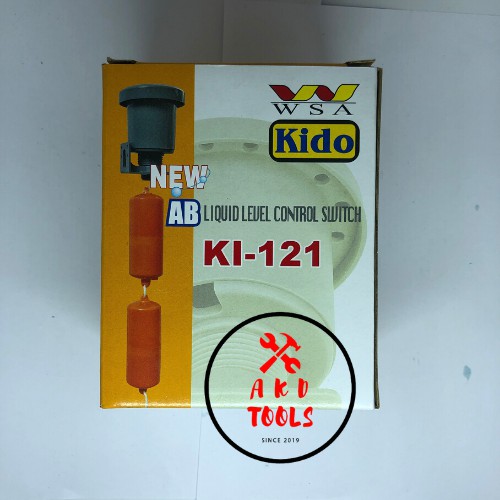 WSA
Kido
NEW
AB LIQUID LEVEL CONTROL SWITCH
KI-121
AKD
TOOLS
SINCE 2019